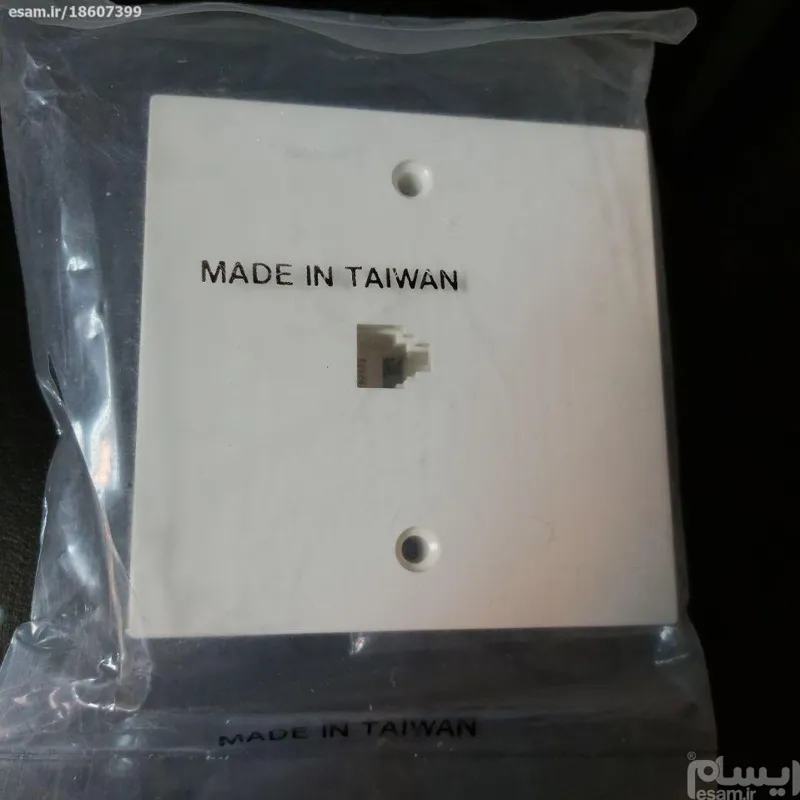 esam.ir/18607399
MADE IN TAIWAN
MADE IN TAIWAN
ایسام®
esam.ir